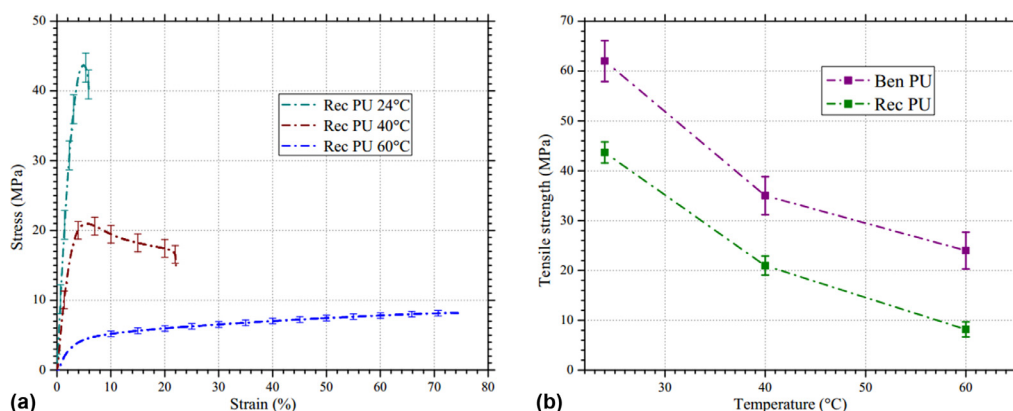 50
40
30
20
10
0
0 10 20 30 40 50 60 70 80
Stress (MPa)
Strain (%)
Rec PU 24°C
Rec PU 40°C
Rec PU 60°C
(a)
70
60
50
40
30
20
10
0
30 40 50 60
Tensile strength (MPa)
Temperature (°C)
Ben PU
Rec PU
(b)